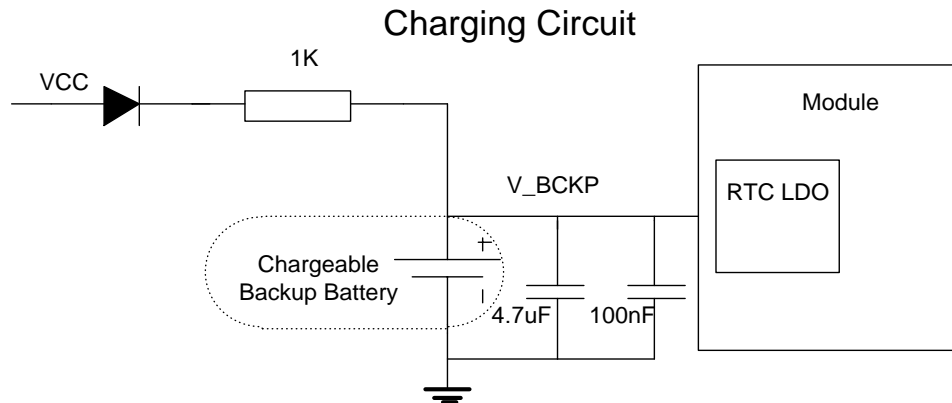 Charging Circuit
1K
VCC
Module
V_BCKP
RTC LDO
+
Chargeable
Backup Battery
-
4.7uF
100nF